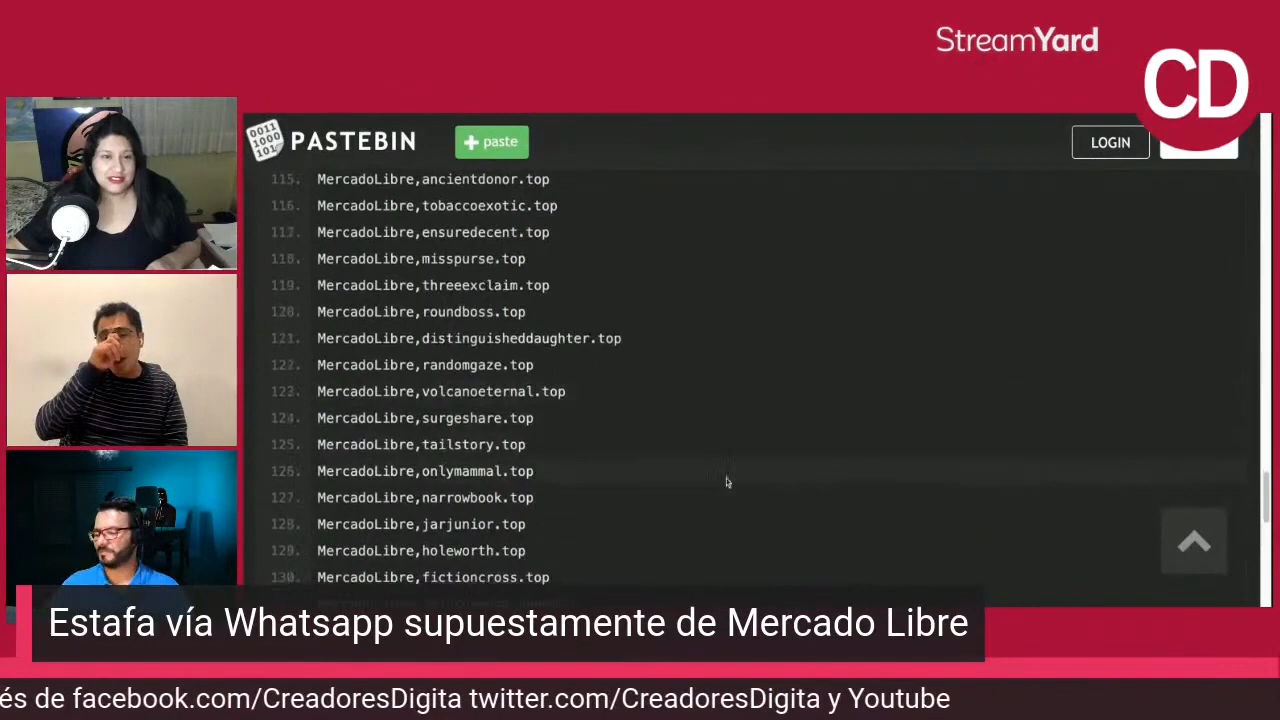 StreamYard
CD
0011
1000
101
PASTEBIN
paste
LOGIN
115. MercadoLibre,ancientdonor.top
116. MercadoLibre,tobaccoexotic.top
117. MercadoLibre,ensuredecent.top
118. MercadoLibre,misspurse.top
119. MercadoLibre,threeexclaim.top
120. MercadoLibre,roundboss.top
121. MercadoLibre,distinguisheddaughter.top
122. MercadoLibre,randomgaze.top
123. MercadoLibre,volcanoeternal.top
124. MercadoLibre,surgeshare.top
125. MercadoLibre,tailstory.top
126. MercadoLibre,onlymammal.top
127. MercadoLibre,narrowbook.top
128. MercadoLibre,jarjunior.top
129. MercadoLibre,holeworth.top
130. MercadoLibre,fictioncross.top
Estafa vía Whatsapp supuestamente de Mercado Libre
és de facebook.com/CreadoresDigita twitter.com/CreadoresDigita y Youtube